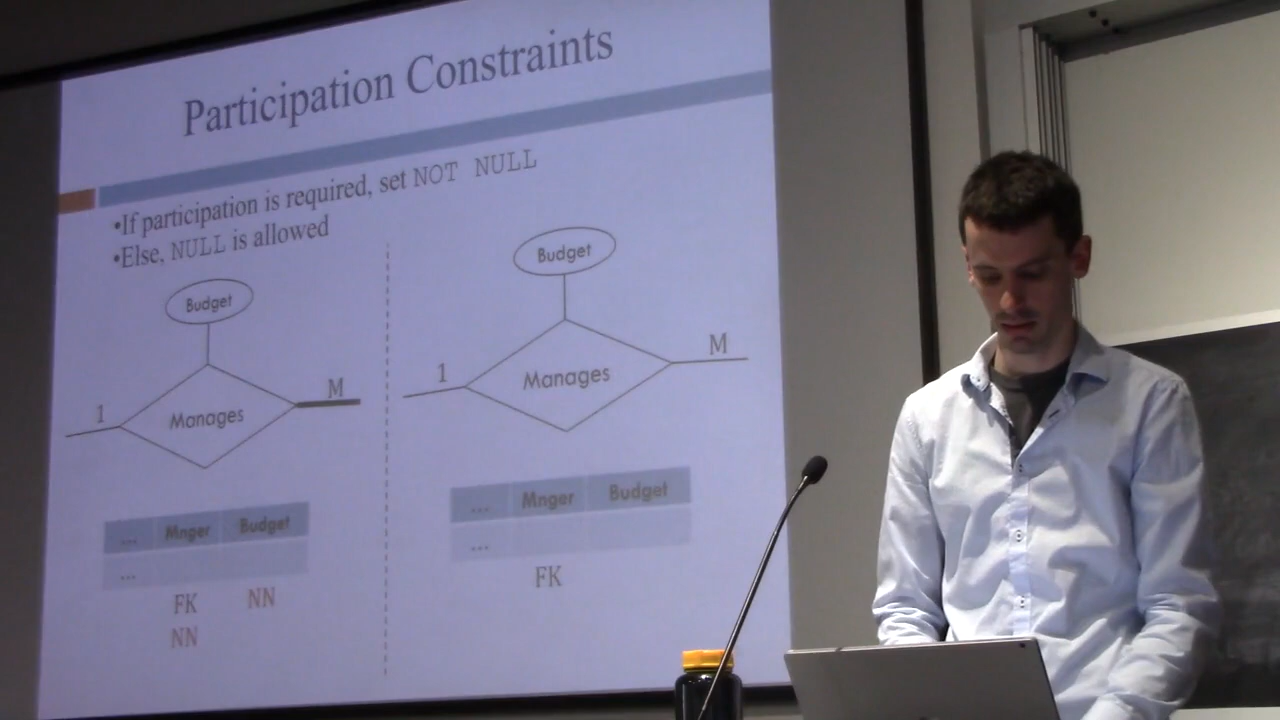 Participation Constraints
•If participation is required, set NOT NULL
•Else, NULL is allowed
Budget
1
Manages
M
... Mnger Budget
...
FK NN
NN
Budget
1
Manages
M
... Mnger Budget
...
FK